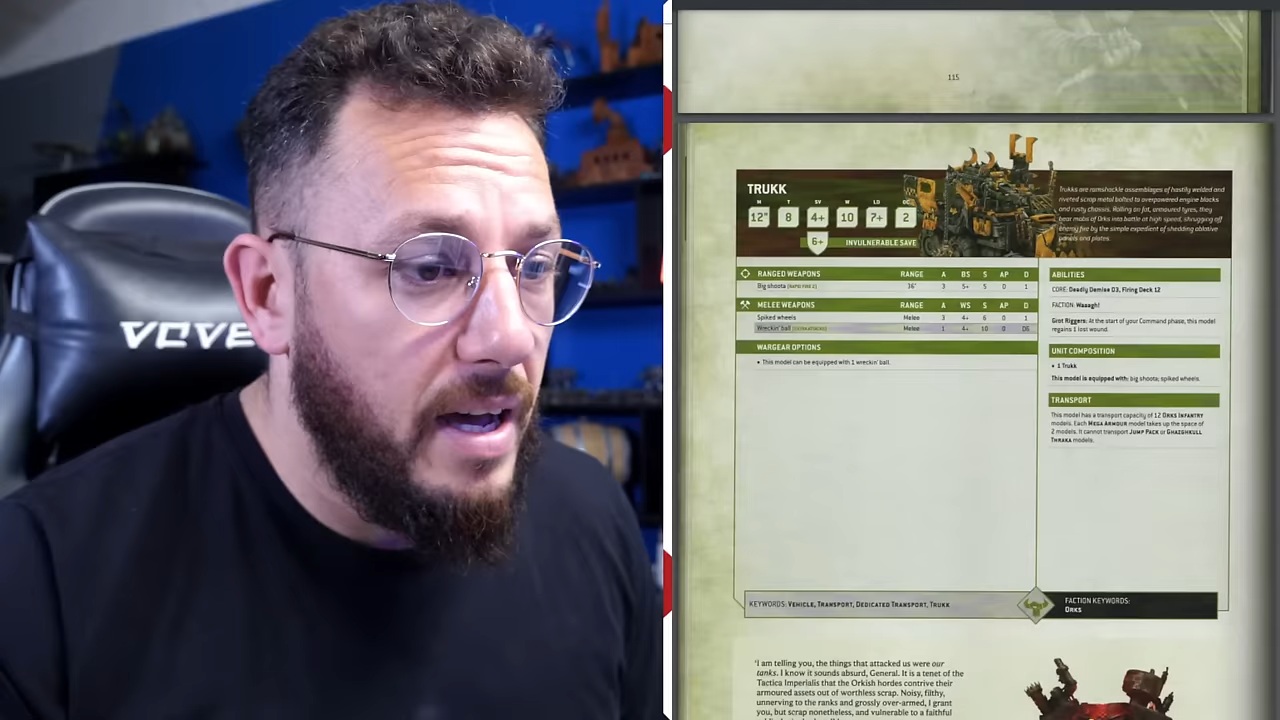 VOVE
115
TRUKK
M T SV W LD OC
12" 8 4+ 10 7+ 2
6+ INVULNERABLE SAVE
Trukks are ramshackle assemblages of hastily welded and
riveted scrap metal bolted to overpowered engine blocks
and rusty chassis. Rolling on fat, armoured tyres, they
bear mobs of Orks into battle at high speed, shrugging off
enemy fire by the simple expedient of shedding ablative
panels and plates.
RANGED WEAPONS RANGE A BS S AP D
Big shoota [RAPID FIRE 2] 36" 3 5+ 5 0 1
MELEE WEAPONS RANGE A WS S AP D
Spiked wheels Melee 3 4+ 6 0 1
Wreckin' ball [EXTRA ATTACKS] Melee 1 4+ 10 0 D6
WARGEAR OPTIONS
• This model can be equipped with 1 wreckin' ball.
ABILITIES
CORE: Deadly Demise D3, Firing Deck 12
FACTION: Waaagh!
Grot Riggers: At the start of your Command phase, this model
regains 1 lost wound.
UNIT COMPOSITION
• 1 Trukk
This model is equipped with: big shoota; spiked wheels.
TRANSPORT
This model has a transport capacity of 12 ORKS INFANTRY
models. Each MEGA ARMOUR model takes up the space of
2 models. It cannot transport JUMP PACK or GHAZGHKULL
THRAKA models.
KEYWORDS: VEHICLE, TRANSPORT, DEDICATED TRANSPORT, TRUKK
FACTION KEYWORDS:
ORKS
'I am telling you, the things that attacked us were our
tanks. I know it sounds absurd, General. It is a tenet of the
Tactica Imperialis that the Orkish hordes contrive their
armoured assets out of worthless scrap. Noisy, filthy,
unnerving to the ranks and grossly over-armed, I grant
you, but scrap nonetheless, and vulnerable to a faithful